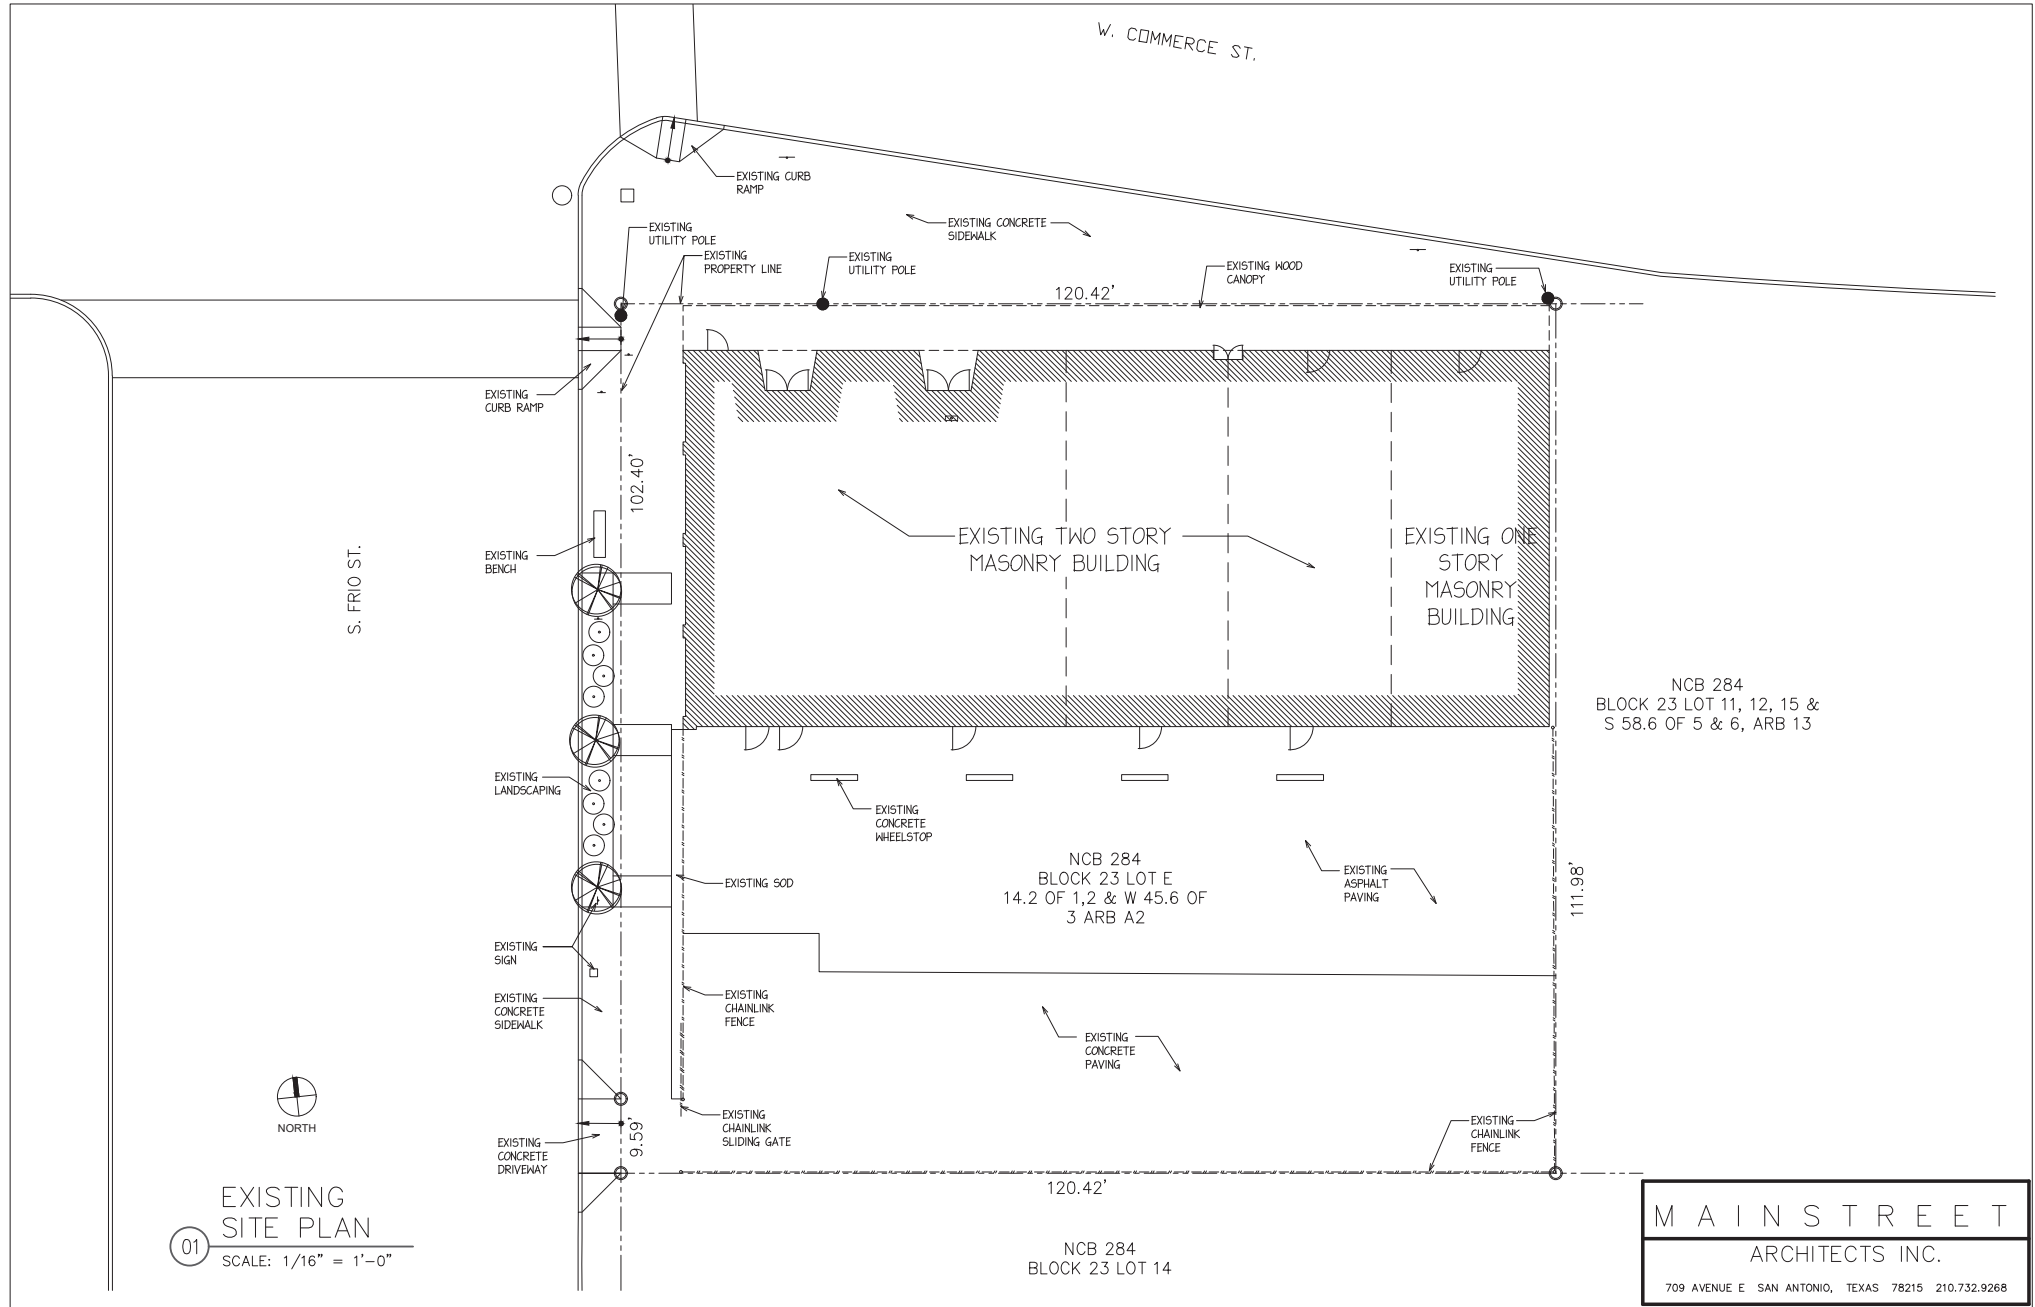 W. COMMERCE ST.
EXISTING CURB
RAMP
EXISTING CONCRETE
SIDEWALK
EXISTING
UTILITY POLE
EXISTING
PROPERTY LINE
EXISTING
UTILITY POLE
EXISTING WOOD
CANOPY
EXISTING
UTILITY POLE
120.42'
EXISTING
CURB RAMP
102.40'
S. FRIO ST.
EXISTING
BENCH
EXISTING TWO STORY
MASONRY BUILDING
EXISTING ONE
STORY
MASONRY
BUILDING
NCB 284
BLOCK 23 LOT 11, 12, 15 &
S 58.6 OF 5 & 6, ARB 13
EXISTING
LANDSCAPING
EXISTING
CONCRETE
WHEELSTOP
NCB 284
BLOCK 23 LOT E
14.2 OF 1,2 & W 45.6 OF
3 ARB A2
EXISTING
ASPHALT
PAVING
111.98'
EXISTING SOD
EXISTING
SIGN
EXISTING
CONCRETE
SIDEWALK
EXISTING
CHAINLINK
FENCE
EXISTING
CONCRETE
PAVING
NORTH
EXISTING
CHAINLINK
SLIDING GATE
EXISTING
CONCRETE
DRIVEWAY
9.59'
EXISTING
CHAINLINK
FENCE
120.42'
EXISTING
SITE PLAN
01
SCALE: 1/16" = 1'-0"
NCB 284
BLOCK 23 LOT 14
MAINSTREET
ARCHITECTS INC.
709 AVENUE E SAN ANTONIO, TEXAS 78215 210.732.9268